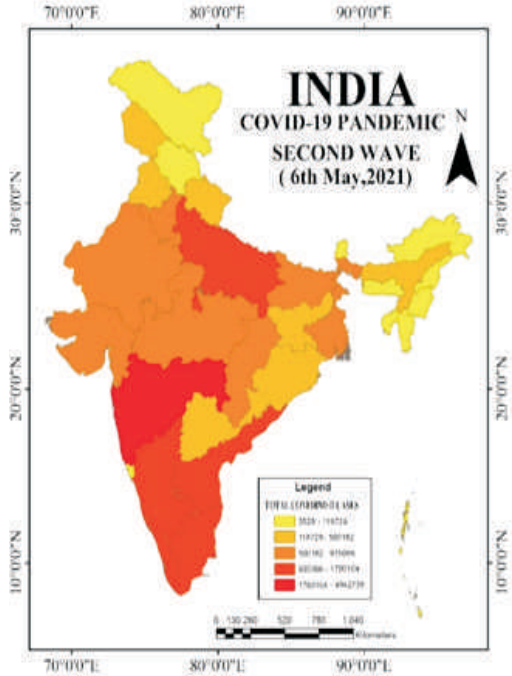 70°0'0"E 80°0'0"E 90°0'0"E
INDIA
COVID-19 PANDEMIC
N
SECOND WAVE
( 6th May,2021)
30°0'0"N
30°0'0"N
20°0'0"N
20°0'0"N
10°0'0"N
10°0'0"N
Legend
TOTAL
0 130 260 520 780 1,040
Kilometers
70°0'0"E 80°0'0"E 90°0'0"E